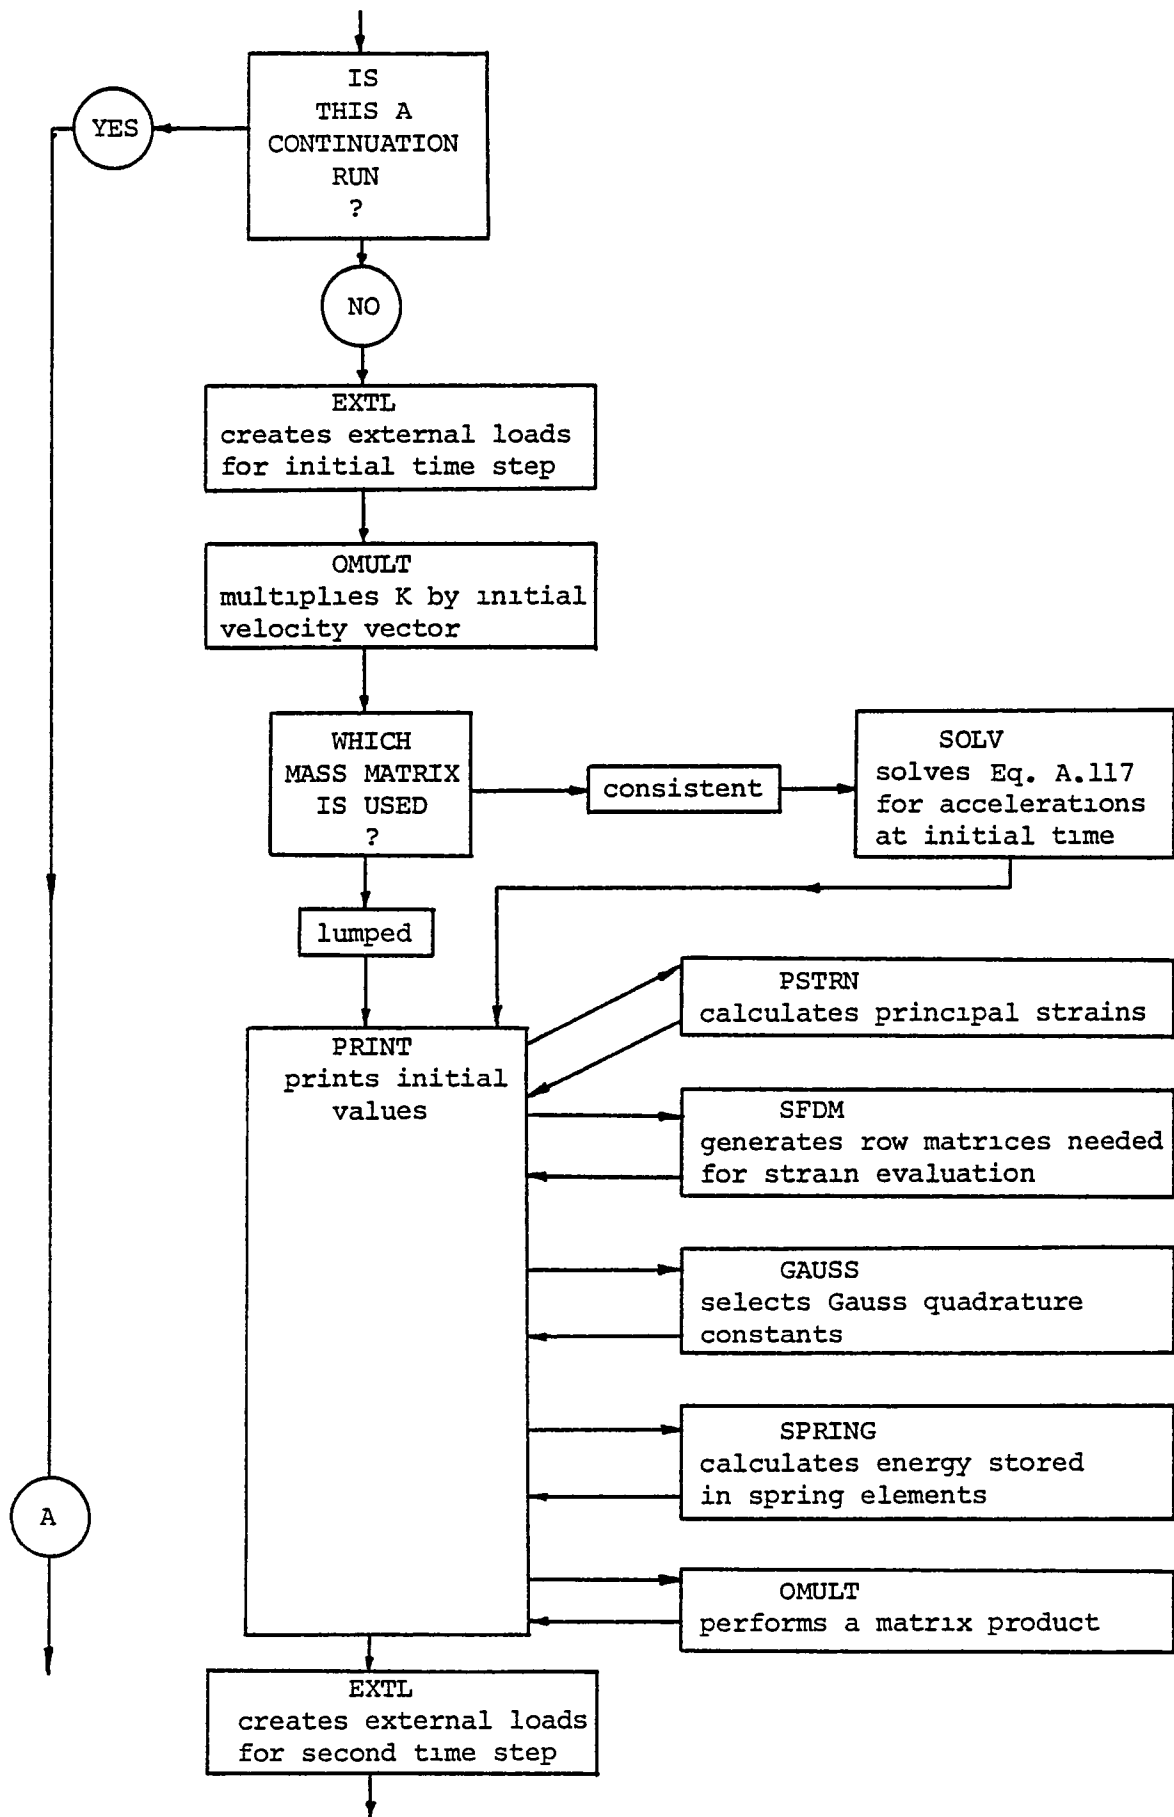 IS
THIS A
CONTINUATION
RUN
?
YES
NO
EXTL
creates external loads
for initial time step
OMULT
multiplies K by initial
velocity vector
WHICH
MASS MATRIX
IS USED
?
consistent
SOLV
solves Eq. A.117
for accelerations
at initial time
lumped
PRINT
prints initial
values
PSTRN
calculates principal strains
SFDM
generates row matrices needed
for strain evaluation
GAUSS
selects Gauss quadrature
constants
SPRING
calculates energy stored
in spring elements
A
OMULT
performs a matrix product
EXTL
creates external loads
for second time step